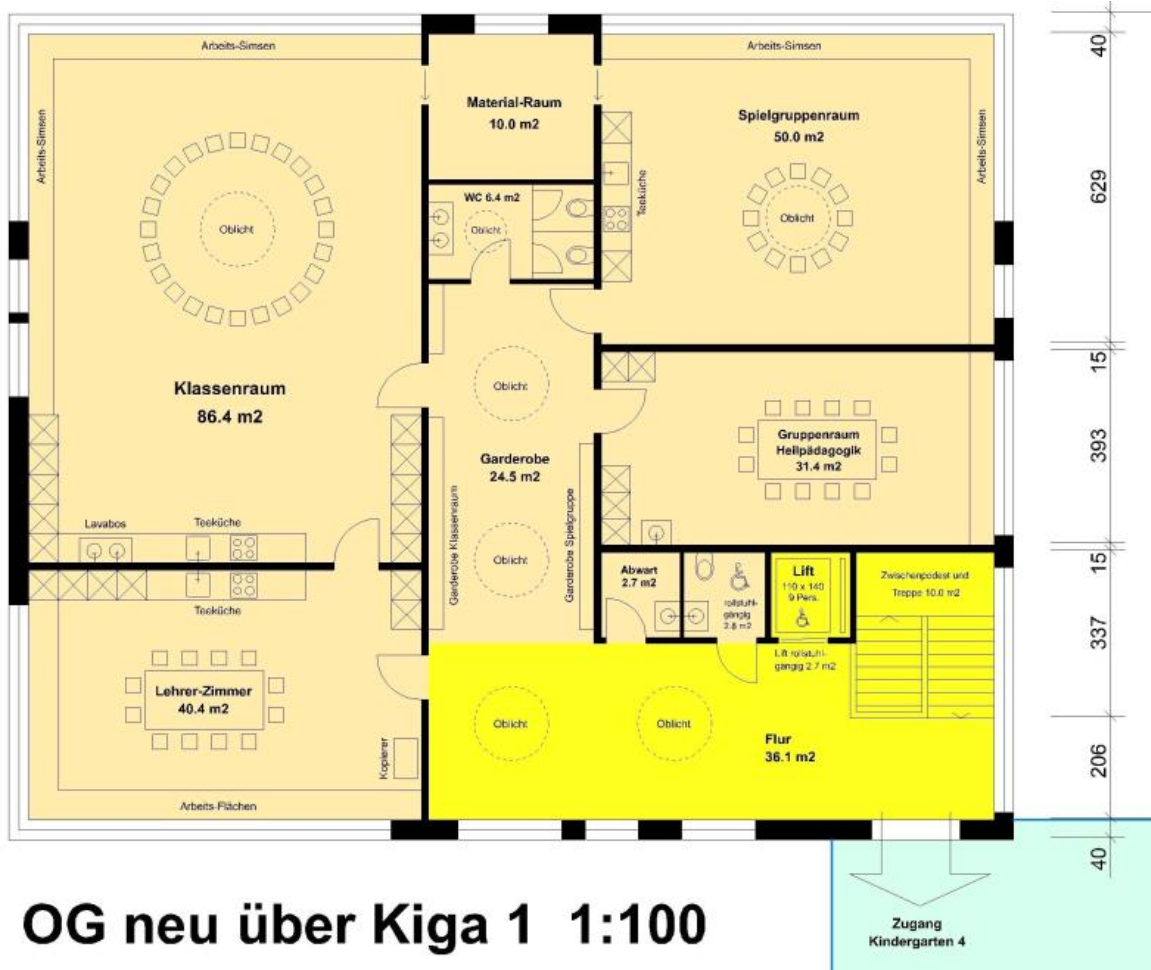 Arbeits-Simsen
Arbeits-Simsen
Arbeits-Simsen
Arbeits-Simsen
Material-Raum
10.0 m2
Spielgruppenraum
50.0 m2
WC 6.4 m2
Oblicht
Oblicht
Oblicht
Teeküche
Klassenraum
86.4 m2
Oblicht
Garderobe
24.5 m2
Oblicht
Garderobe Klassenraum
Garderobe Spielgruppe
Gruppenraum
Heilpädagogik
31.4 m2
Lavabos
Teeküche
Teeküche
Abwart
2.7 m2
rollstuhl-
gängig
2.8 m2
Lift
110 x 140
9 Pers.
Lift rollstuhl-
gängig 2.7 m2
Zwischenpodest und
Treppe 10.0 m2
Lehrer-Zimmer
40.4 m2
Kopierer
Arbeits-Flächen
Oblicht
Oblicht
Flur
36.1 m2
40
629
15
393
15
337
206
40
Zugang
Kindergarten 4
OG neu über Kiga 1 1:100